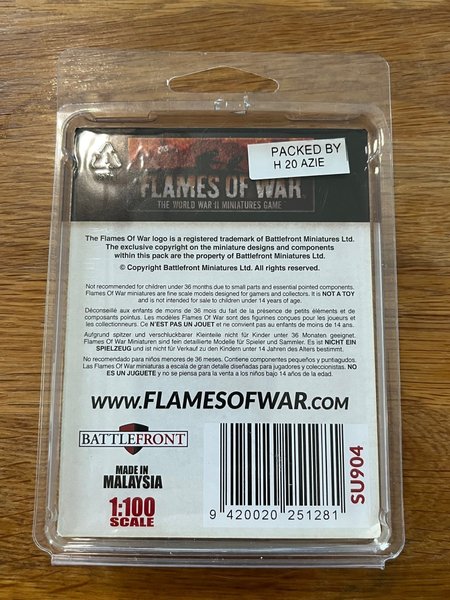 PACKED BY
H 20 AZIE
FLAMES OF WAR
THE WORLD WAR II MINIATURES GAME
The Flames Of War logo is a registered trademark of Battlefront Miniatures Ltd.
The exclusive copyright on the miniature designs and components
within this pack are the property of Battlefront Miniatures Ltd.
© Copyright Battlefront Miniatures Ltd. All rights reserved.
Not recommended for children under 36 months due to small parts and essential pointed components.
Flames Of War miniatures are fine scale models designed for gamers and collectors. It is NOT A TOY
and is not intended for sale to children under 14 years of age.
Déconseillé aux enfants de moins de 36 mois du fait de la présence de petits éléments et de
composants pointus. Les modèles Flames Of War sont des figurines conçues pour les joueurs et
les collectionneurs. Ce N'EST PAS UN JOUET et ne convient pas au enfants de moins de 14 ans.
Aufgrund spitzer und verschluckbarer Kleinteile nicht für Kinder unter 36 Monaten geeignet.
Flames Of War Miniaturen sind fein detailierte Modelle für Spieler und Sammler. Es ist NICHT EIN
SPIELZEUG und ist nicht für Verkauf zu den Kindern unter 14 Jahren des Alters bestimmt.
No recomendado para niños menores de 36 meses. Contiene componentes pequeños y puntiagudos.
Las Flames Of War miniaturas a escala de gran detalle diseñadas para jugadores y coleccionistas. NO
ES UN JUGUETE y no se piensa para la venta a los niños bajo 14 años de la edad.
WWW.FLAMESOFWAR.COM
BATTLEFRONT
MADE IN
MALAYSIA
1:100
SCALE
9 420020 251281
SU904